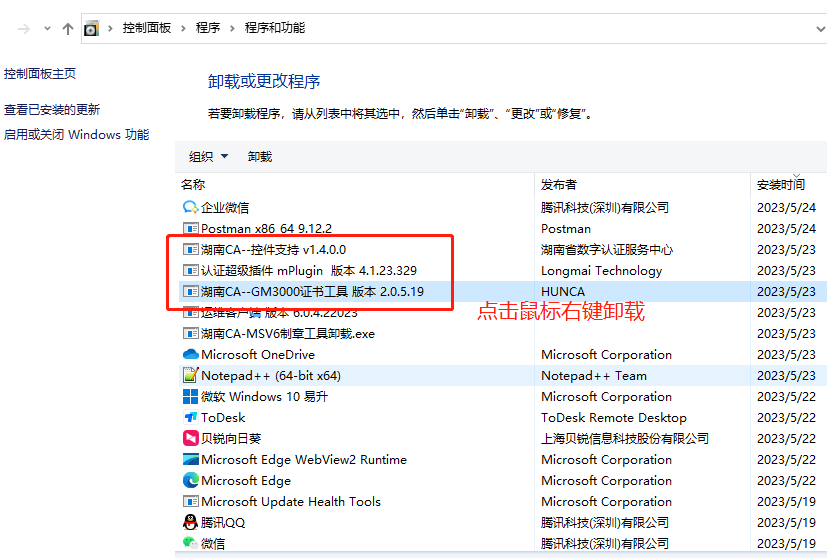 控制面板 程序 程序和功能
控制面板主页
卸载或更改程序
查看已安装的更新
若要卸载程序，请从列表中将其选中，然后单击“卸载”、“更改”或“修复”。
启用或关闭 Windows 功能
组织 卸载
名称 发布者 安装时间
企业微信 腾讯科技(深圳)有限公司 2023/5/24
Postman x86_64 9.12.2 Postman 2023/5/24
湖南CA--控件支持 v1.4.0.0 湖南省数字认证服务中心 2023/5/23
认证超级插件 mPlugin 版本 4.1.23.329 Longmai Technology 2023/5/23
湖南CA--GM3000证书工具 版本 2.0.5.19 HUNCA 2023/5/23
点击鼠标右键卸载
运维客户端 版本 6.0.4.22023 2023/5/23
湖南CA-MSV6制章工具卸载.exe 2023/5/23
Microsoft OneDrive Microsoft Corporation 2023/5/23
Notepad++ (64-bit x64) Notepad++ Team 2023/5/23
微软 Windows 10 易升 Microsoft Corporation 2023/5/22
ToDesk ToDesk Remote Desktop 2023/5/22
贝锐向日葵 上海贝锐信息科技股份有限公司 2023/5/22
Microsoft Edge WebView2 Runtime Microsoft Corporation 2023/5/22
Microsoft Edge Microsoft Corporation 2023/5/22
Microsoft Update Health Tools Microsoft Corporation 2023/5/19
腾讯QQ 腾讯科技(深圳)有限公司 2023/5/19
微信 腾讯科技(深圳)有限公司 2023/5/19